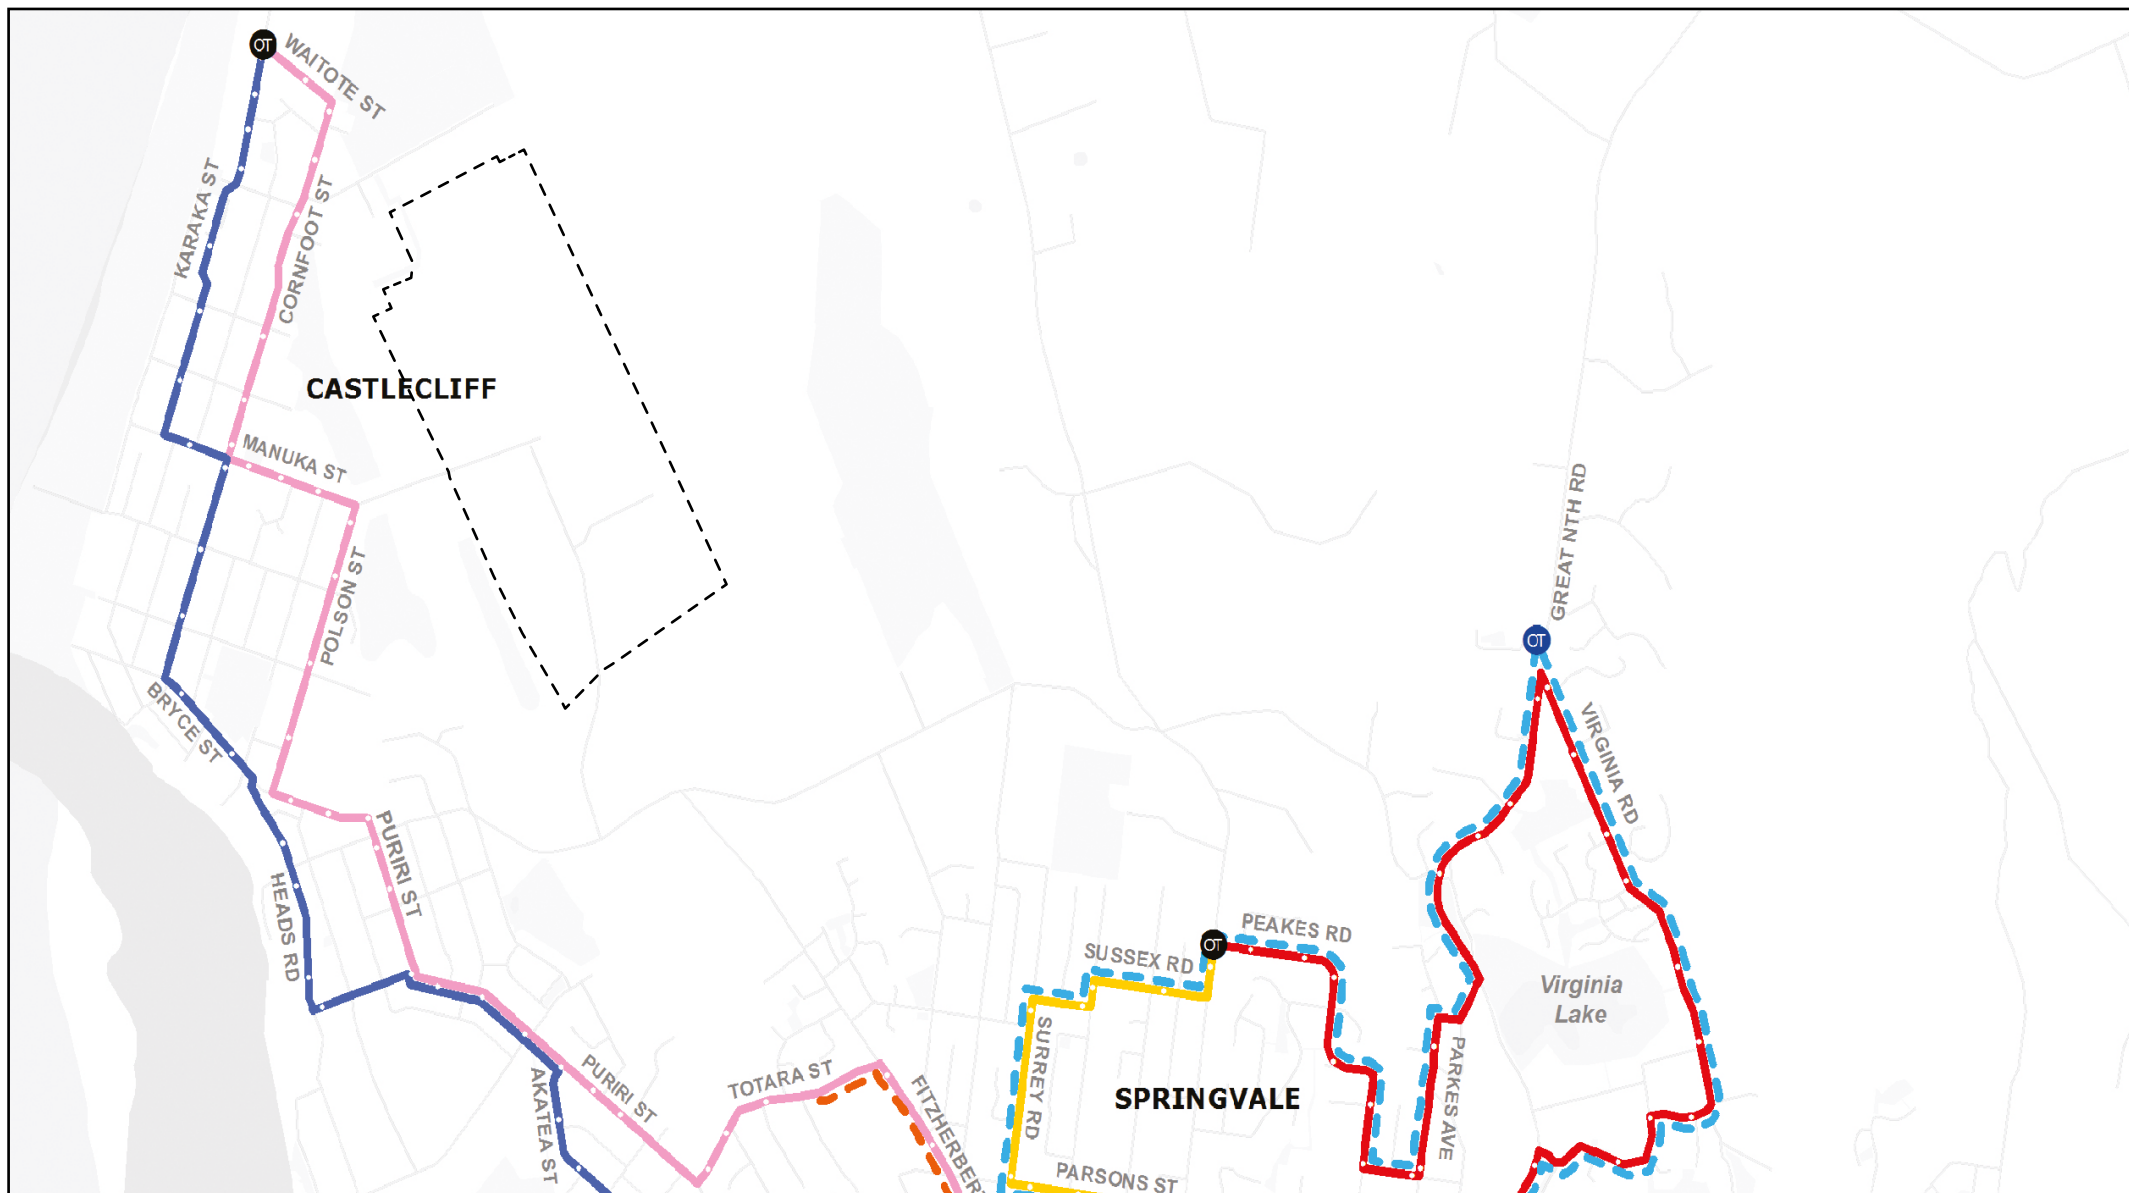 OT
WAITOTE ST
KARAKA ST
CORNFOOT ST
CASTLECLIFF
MANUKA ST
GREAT NTH RD
POLSON ST
OT
BRYCE ST
VIRGINIA RD
PURIRI ST
HEADS RD
PEAKES RD
OT
SUSSEX RD
Virginia
Lake
SURREY RD
PARKES AVE
PURIRI ST
AKATEA ST
TOTARA ST
SPRINGVALE
PARSONS ST